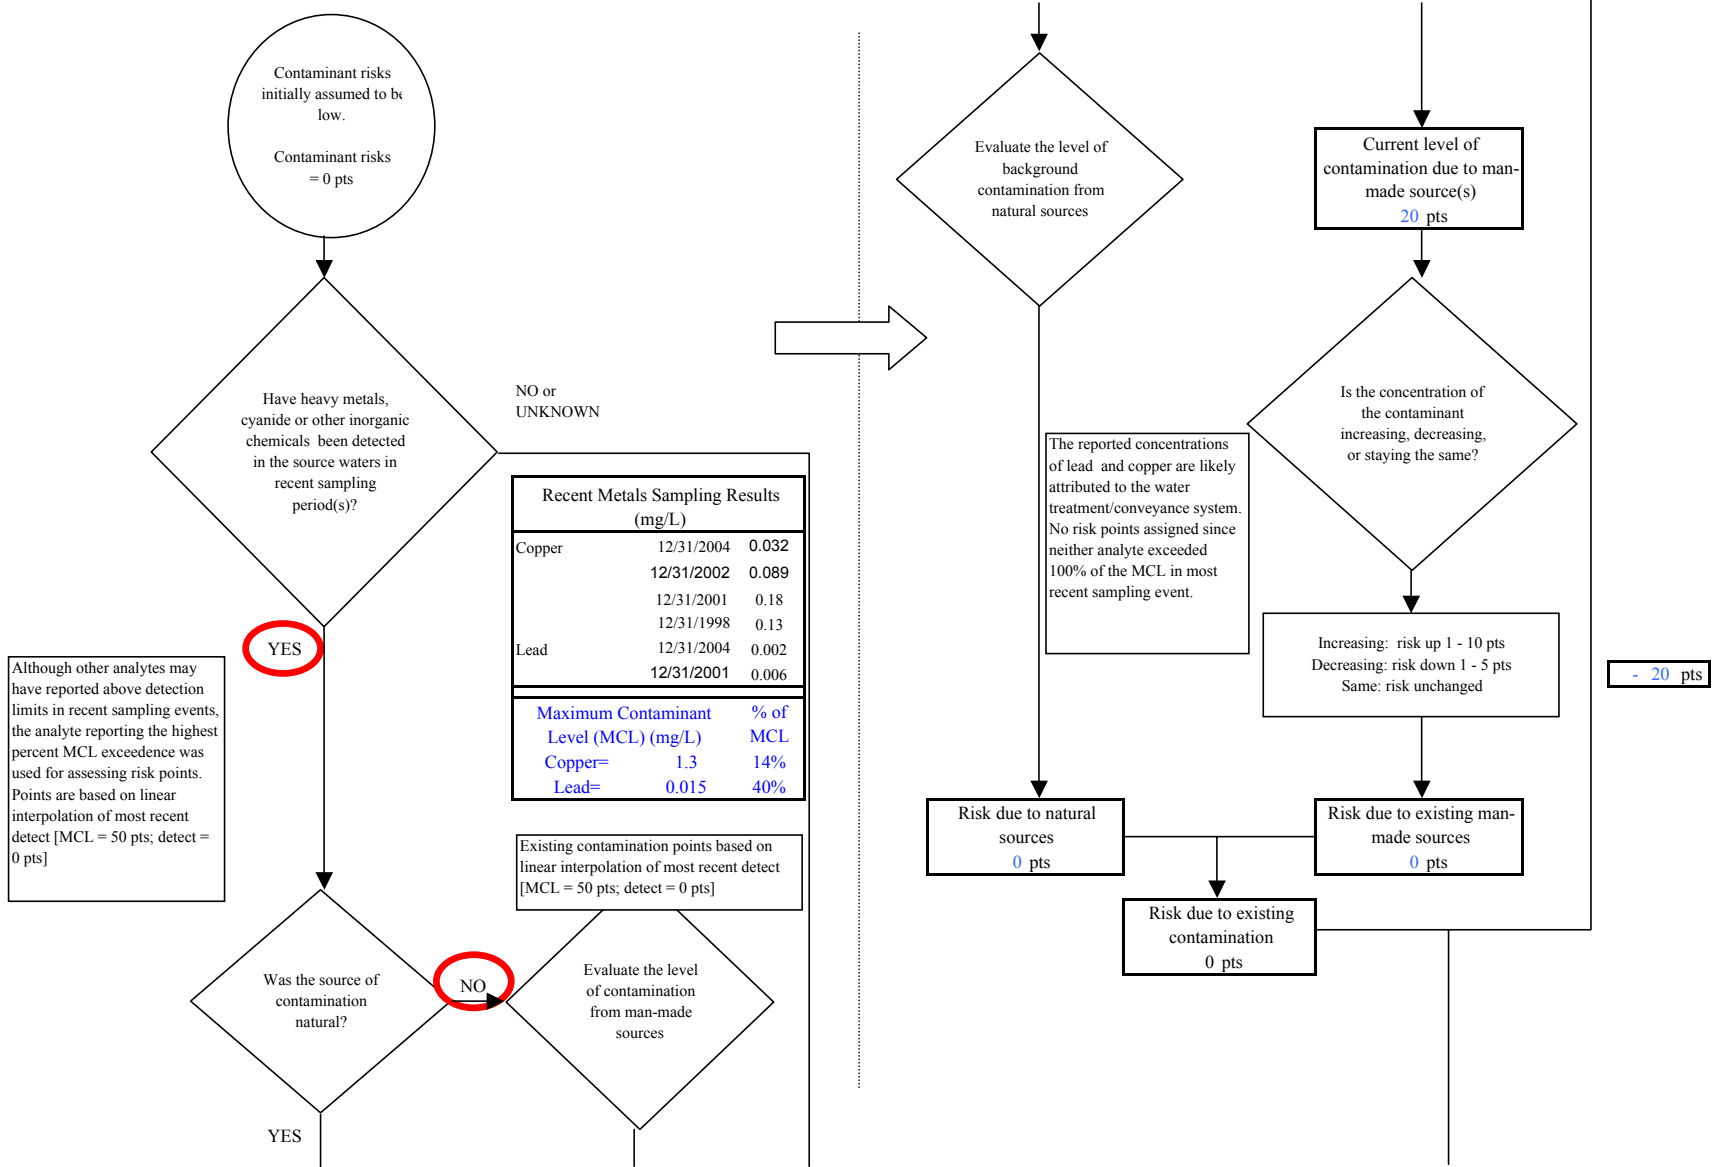 Contaminant risks
initially assumed to be
low.
Contaminant risks
= 0 pts
Have heavy metals,
cyanide or other inorganic
chemicals been detected
in the source waters in
recent sampling
period(s)?
NO or
UNKNOWN
YES
Recent Metals Sampling Results
(mg/L)
Copper 12/31/2004 0.032
12/31/2002 0.089
12/31/2001 0.18
12/31/1998 0.13
Lead 12/31/2004 0.002
12/31/2001 0.006
Maximum Contaminant % of
Level (MCL) (mg/L) MCL
Copper= 1.3 14%
Lead= 0.015 40%
Although other analytes may
have reported above detection
limits in recent sampling events,
the analyte reporting the highest
percent MCL exceedence was
used for assessing risk points.
Points are based on linear
interpolation of most recent
detect [MCL = 50 pts; detect =
0 pts]
Existing contamination points based on
linear interpolation of most recent detect
[MCL = 50 pts; detect = 0 pts]
Was the source of
contamination
natural?
NO
Evaluate the level
of contamination
from man-made
sources
YES
Evaluate the level of
background
contamination from
natural sources
Current level of
contamination due to man-
made source(s)
20 pts
Is the concentration of
the contaminant
increasing, decreasing,
or staying the same?
The reported concentrations
of lead and copper are likely
attributed to the water
treatment/conveyance system.
No risk points assigned since
neither analyte exceeded
100% of the MCL in most
recent sampling event.
Increasing: risk up 1 - 10 pts
Decreasing: risk down 1 - 5 pts
Same: risk unchanged
- 20 pts
Risk due to natural
sources
0 pts
Risk due to existing man-
made sources
0 pts
Risk due to existing
contamination
0 pts